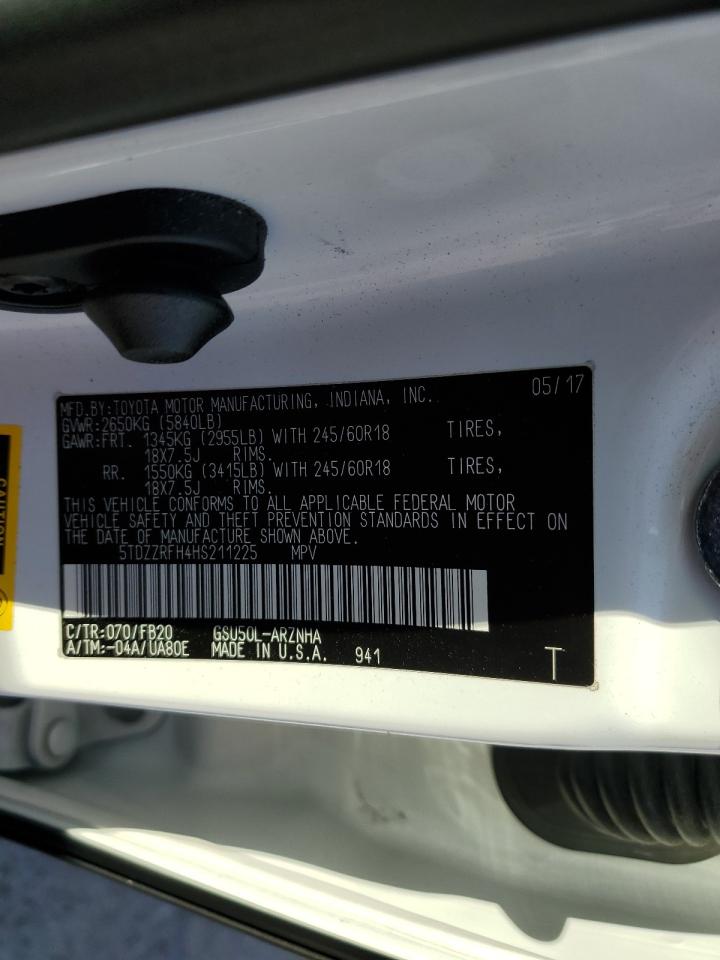 MFD.BY:TOYOTA MOTOR MANUFACTURING, INDIANA, INC. 05/17
GVWR:2650KG (5840LB)
GAWR:FRT. 1345KG (2955LB) WITH 245/60R18 TIRES,
18X7.5J RIMS.
RR. 1550KG (3415LB) WITH 245/60R18 TIRES,
18X7.5J RIMS.
THIS VEHICLE CONFORMS TO ALL APPLICABLE FEDERAL MOTOR
VEHICLE SAFETY AND THEFT PREVENTION STANDARDS IN EFFECT ON
THE DATE OF MANUFACTURE SHOWN ABOVE.
5TDZZRFH4HS211225 MPV
C/TR:070/FB20 GSU50L-ARZNHA
A/TM:-04A/UA80E MADE IN U.S.A. 941 T
CAUTION